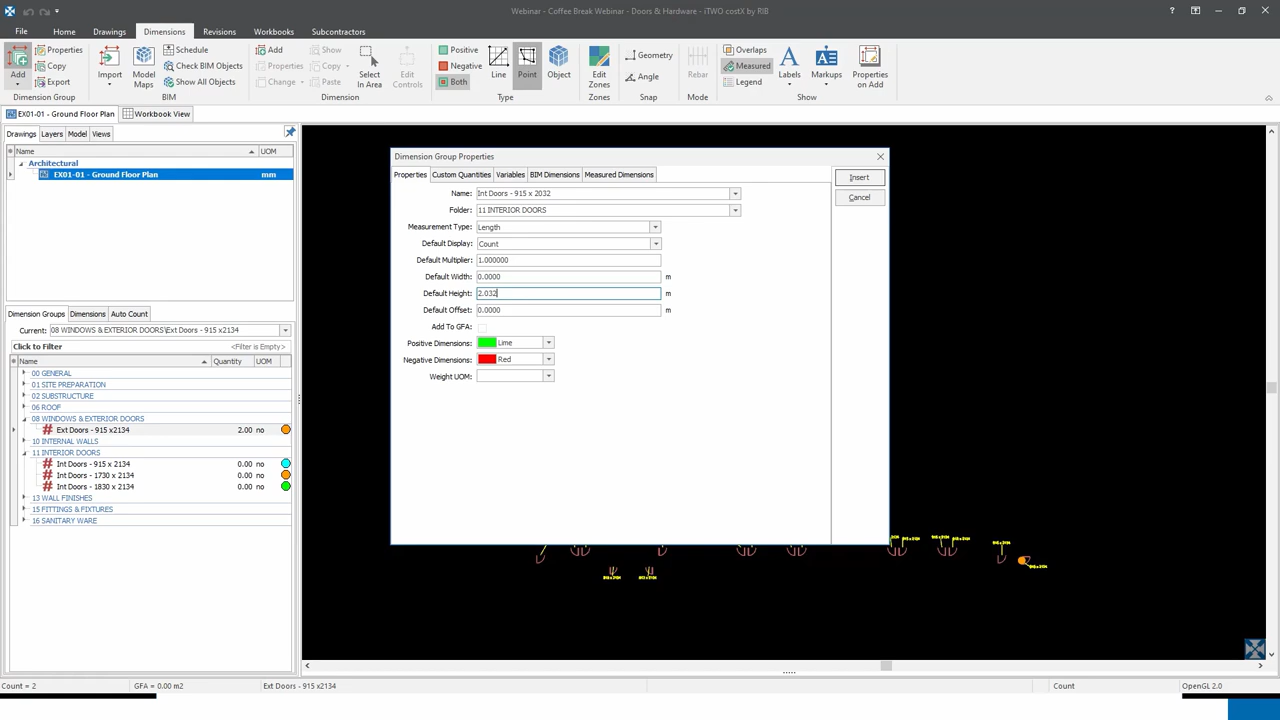 Webinar - Coffee Break Webinar - Doors & Hardware - iTWO costX by RIB
File Home Drawings Dimensions Revisions Workbooks Subcontractors
Add
Properties
Copy
Export
Dimension Group
Import
Model Maps
Schedule
Check BIM Objects
Show All Objects
BIM
Add
Properties
Change
Show
Copy
Paste
Select In Area
Edit Controls
Dimension
Positive
Negative
Both
Line
Point
Object
Type
Edit Zones
Zones
Geometry
Angle
Snap
Rebar
Mode
Overlaps
Measured
Legend
Labels
Markups
Properties on Add
Show
EX01-01 - Ground Floor Plan Workbook View
Drawings Layers Model Views
Name UOM
Architectural
EX01-01 - Ground Floor Plan mm
Dimension Groups Dimensions Auto Count
Current: 08 WINDOWS & EXTERIOR DOORS\Ext Doors - 915 x2134
Click to Filter <Filter is Empty>
Name Quantity UOM
00 GENERAL
01 SITE PREPARATION
02 SUBSTRUCTURE
06 ROOF
08 WINDOWS & EXTERIOR DOORS
Ext Doors - 915 x2134 2.00 no
10 INTERNAL WALLS
11 INTERIOR DOORS
Int Doors - 915 x 2134 0.00 no
Int Doors - 1730 x 2134 0.00 no
Int Doors - 1830 x 2134 0.00 no
13 WALL FINISHES
15 FITTINGS & FIXTURES
16 SANITARY WARE
Dimension Group Properties
Properties Custom Quantities Variables BIM Dimensions Measured Dimensions
Name: Int Doors - 915 x 2032
Folder: 11 INTERIOR DOORS
Measurement Type: Length
Default Display: Count
Default Multiplier: 1.000000
Default Width: 0.0000 m
Default Height: 2.032 m
Default Offset: 0.0000 m
Add To GFA:
Positive Dimensions: Lime
Negative Dimensions: Red
Weight UOM:
Insert
Cancel
Count = 2 GFA = 0.00 m2 Ext Doors - 915 x2134 Count OpenGL 2.0